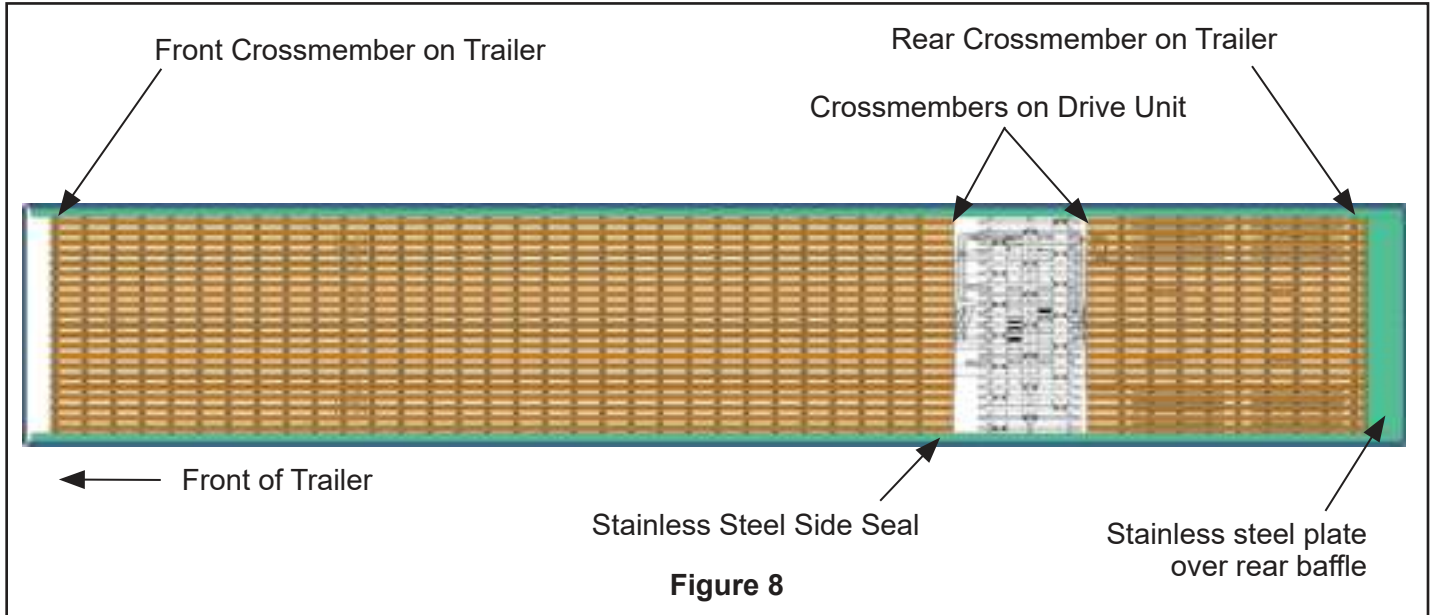 Front Crossmember on Trailer
Rear Crossmember on Trailer
Crossmembers on Drive Unit
Front of Trailer
Stainless Steel Side Seal
Stainless steel plate
over rear baffle
Figure 8